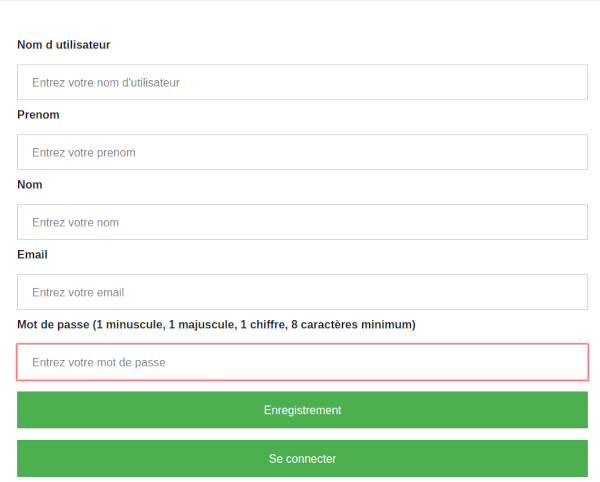 Nom d utilisateur
Entrez votre nom d'utilisateur
Prenom
Entrez votre prenom
Nom
Entrez votre nom
Email
Entrez votre email
Mot de passe (1 minuscule, 1 majuscule, 1 chiffre, 8 caractères minimum)
Entrez votre mot de passe
Enregistrement
Se connecter